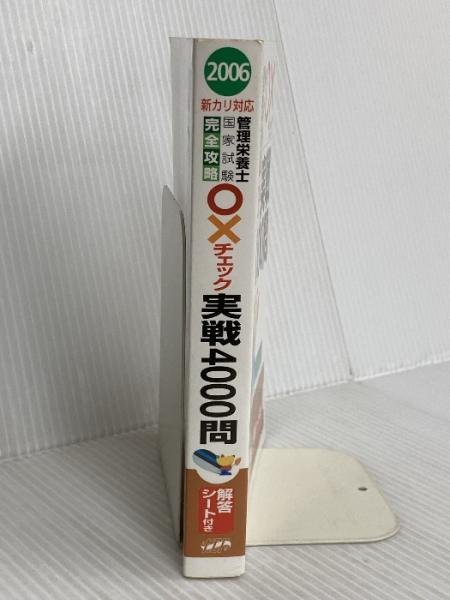 2006
新カリ対応
管理栄養士
国家試験
完全攻略
○×チェック
実戦4000問
解答
シート付き